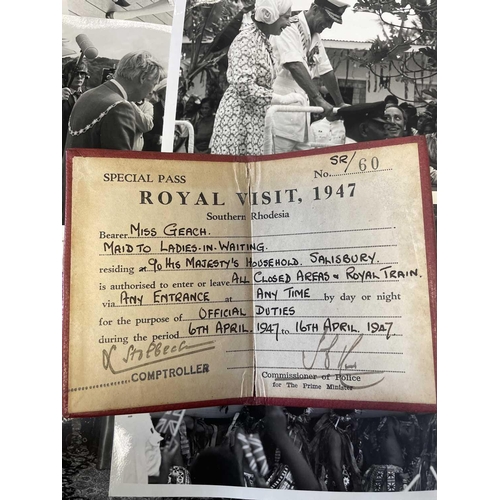 SPECIAL PASS
No. SR/60
ROYAL VISIT, 1947
Southern Rhodesia
Bearer MISS GEACH.
MAID TO LADIES-IN-WAITING.
residing at c/o HIS MAJESTY'S HOUSEHOLD. SALISBURY.
is authorised to enter or leave ALL CLOSED AREAS & ROYAL TRAIN.
via ANY ENTRANCE at ANY TIME by day or night
for the purpose of OFFICIAL DUTIES
during the period 6TH APRIL. 1947 to 16TH APRIL. 1947
COMPTROLLER
Commissioner of Police
for The Prime Minister